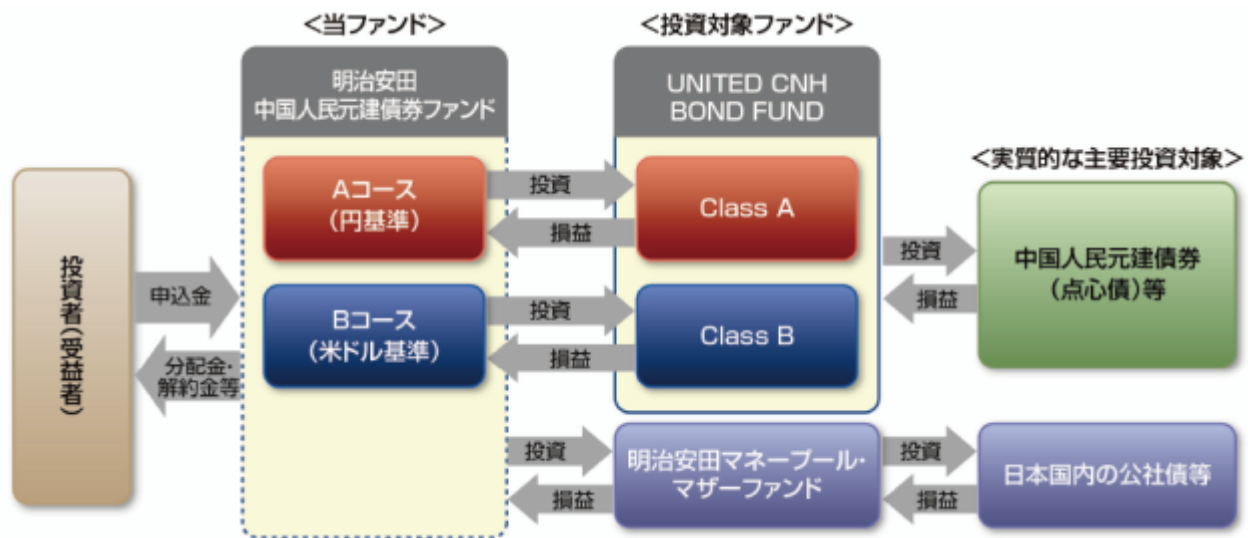 <当ファンド>
<投資対象ファンド>
明治安田
中国人民元建債券ファンド
UNITED CNH
BOND FUND
<実質的な主要投資対象>
投資者(受益者)
申込金
分配金・
解約金等
Aコース
(円基準)
投資
損益
Class A
Bコース
(米ドル基準)
投資
損益
Class B
投資
損益
中国人民元建債券
(点心債)等
投資
損益
明治安田マネープール・
マザーファンド
投資
損益
日本国内の公社債等